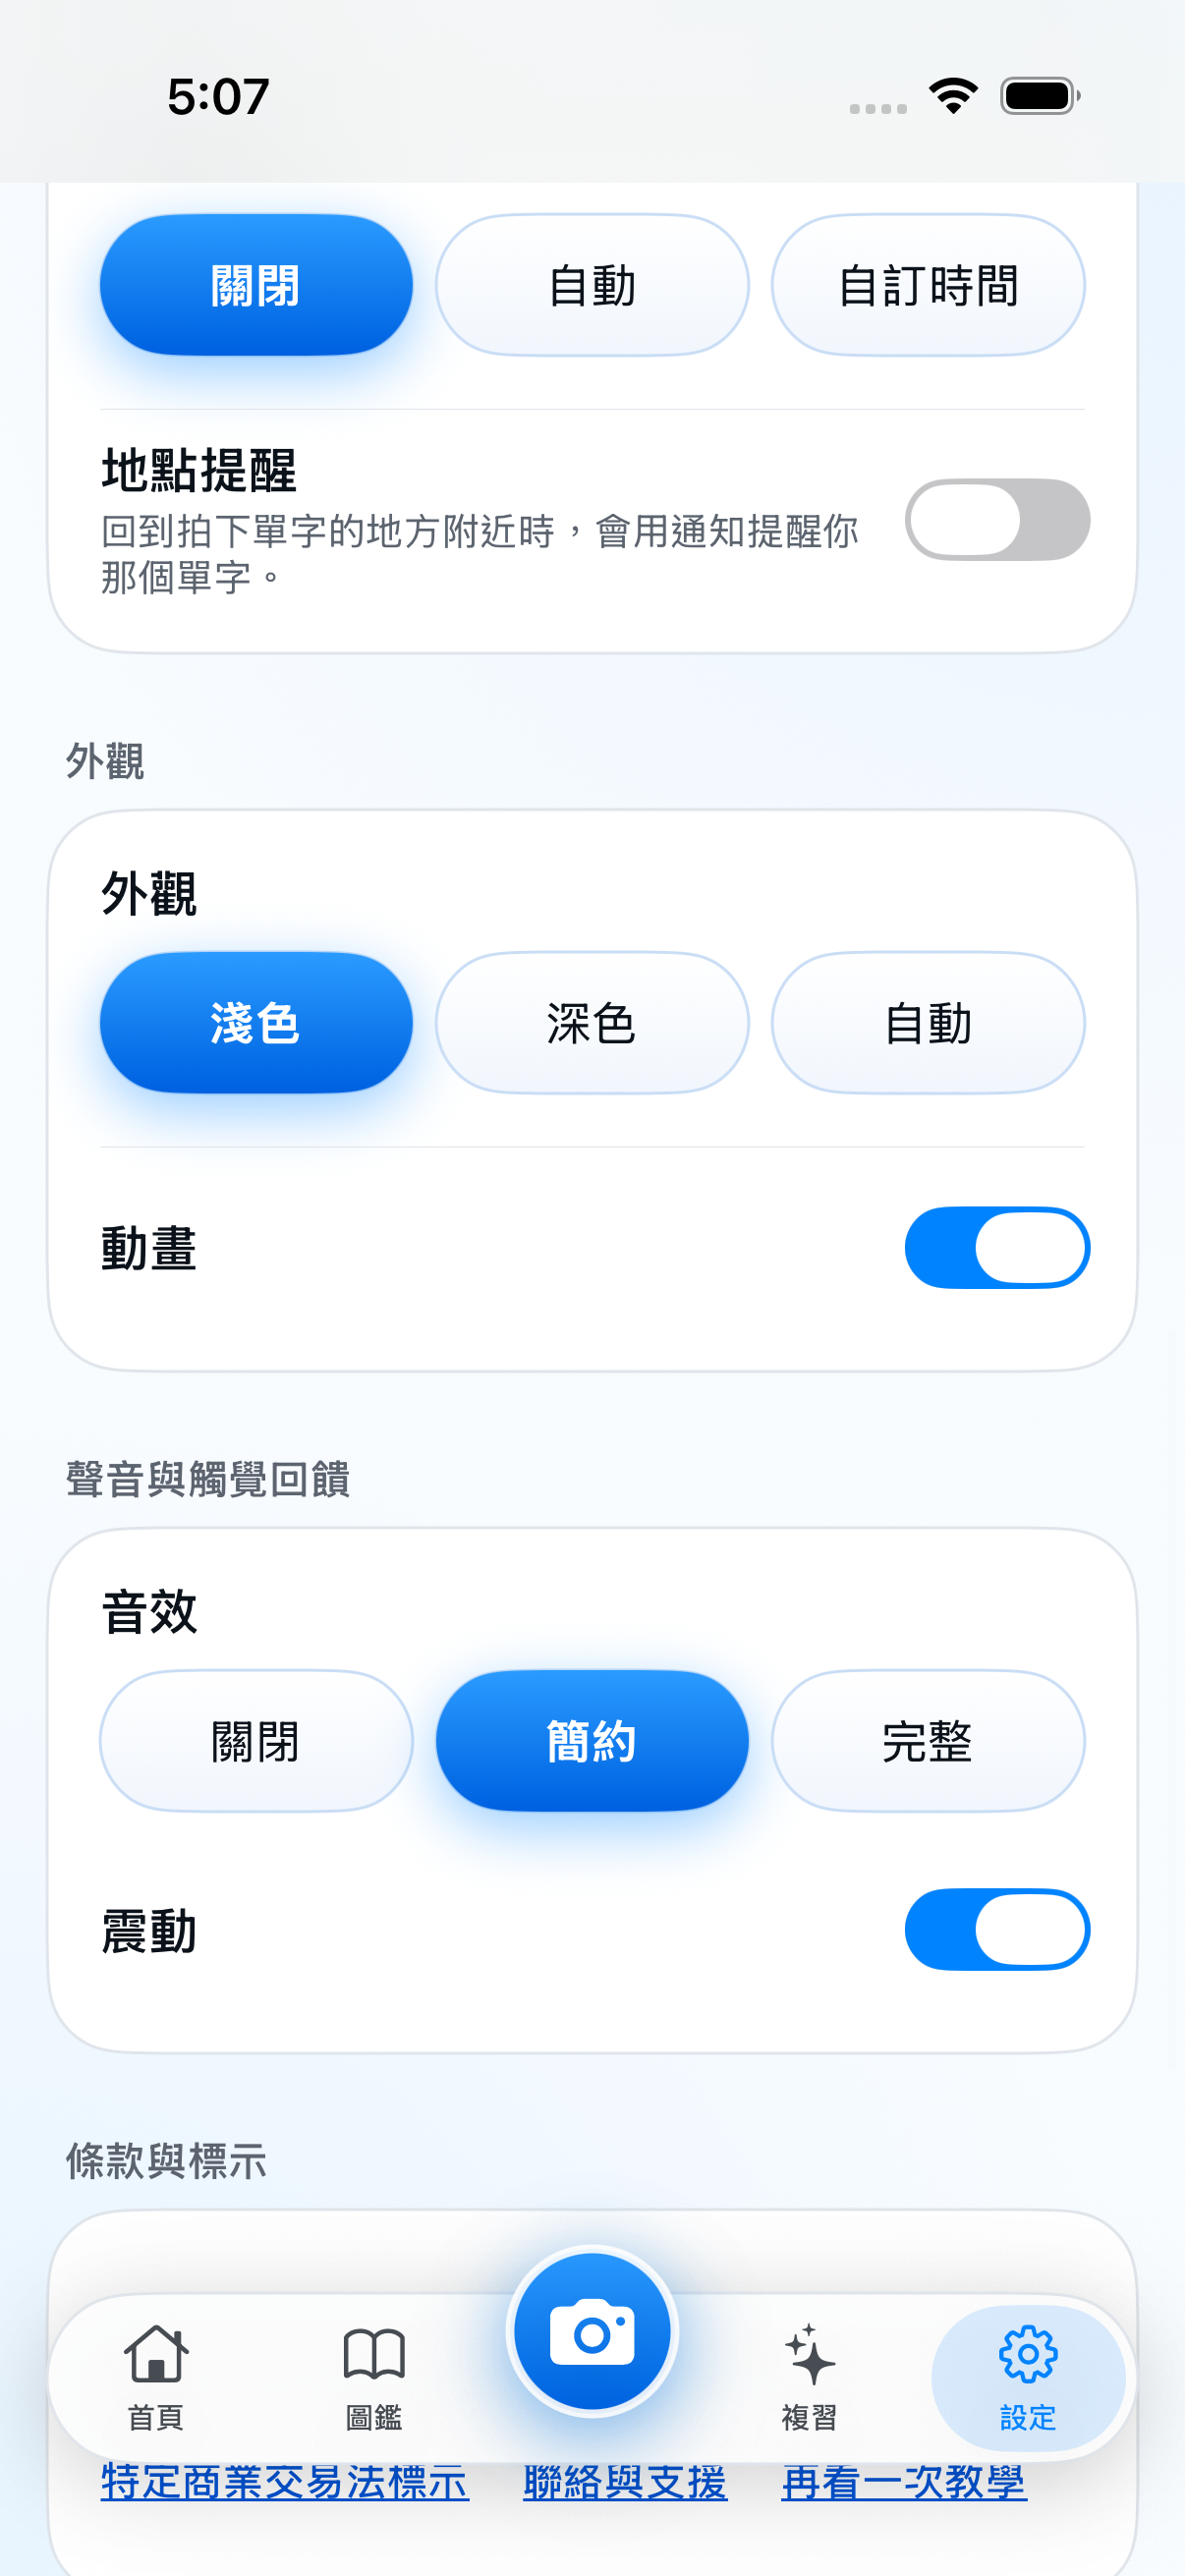 5:07
關閉 自動 自訂時間
地點提醒
回到拍下單字的地方附近時，會用通知提醒你
那個單字。
外觀
外觀
淺色 深色 自動
動畫
聲音與觸覺回饋
音效
關閉 簡約 完整
震動
條款與標示
首頁 圖鑑 複習 設定
特定商業交易法標示 聯絡與支援 再看一次教學